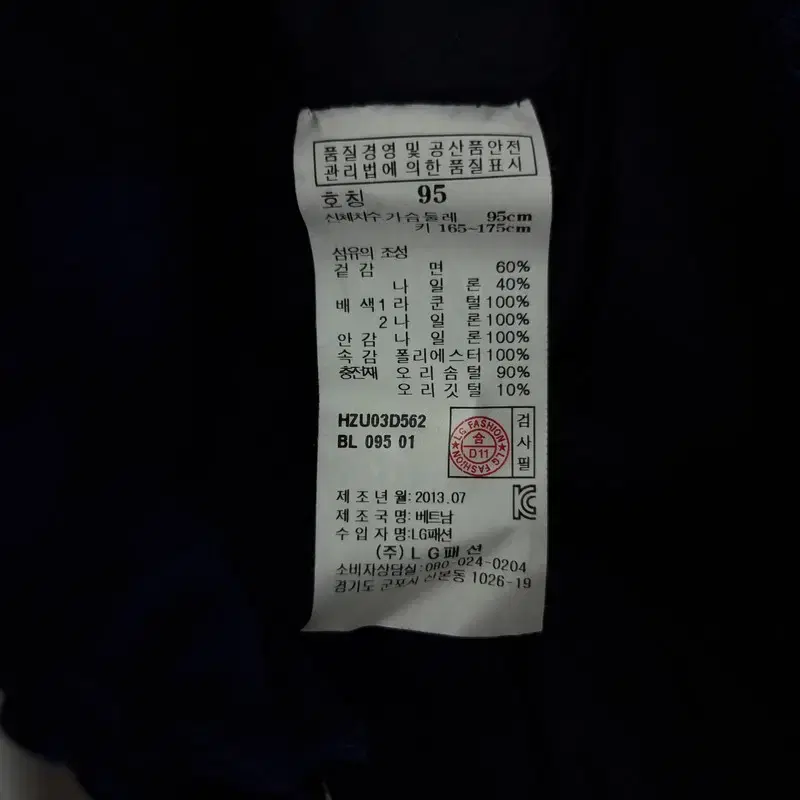 품질경영 및 공산품안전
관리법에 의한 품질표시
호칭 95
신체치수 가슴둘레 95cm
키 165~175cm
섬유의 조성
겉감 면 60%
나일론 40%
배색1 라쿤털 100%
2 나일론 100%
안감 나일론 100%
속감 폴리에스터 100%
충전재 오리솜털 90%
오리깃털 10%
HZU03D562
BL 095 01
LG FASHION ★ LG FASHION ★
合
D11
검사필
제조년월: 2013.07
제조국명: 베트남
수입자명: LG패션
(주) LG패션
소비자상담실: 080-024-0204
경기도 군포시 산본동 1026-19